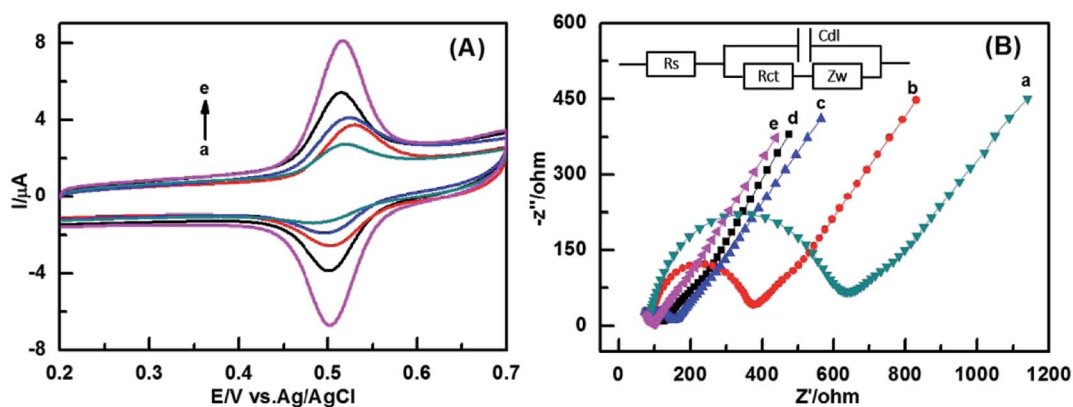 (A)
8
4
0
-4
-8
I/μA
e
a
0.2 0.3 0.4 0.5 0.6 0.7
E/V vs.Ag/AgCl
(B)
600
450
300
150
0
-z''/ohm
Cdl
Rs
Rct
Zw
e d c b a
0 200 400 600 800 1000 1200
Z'/ohm